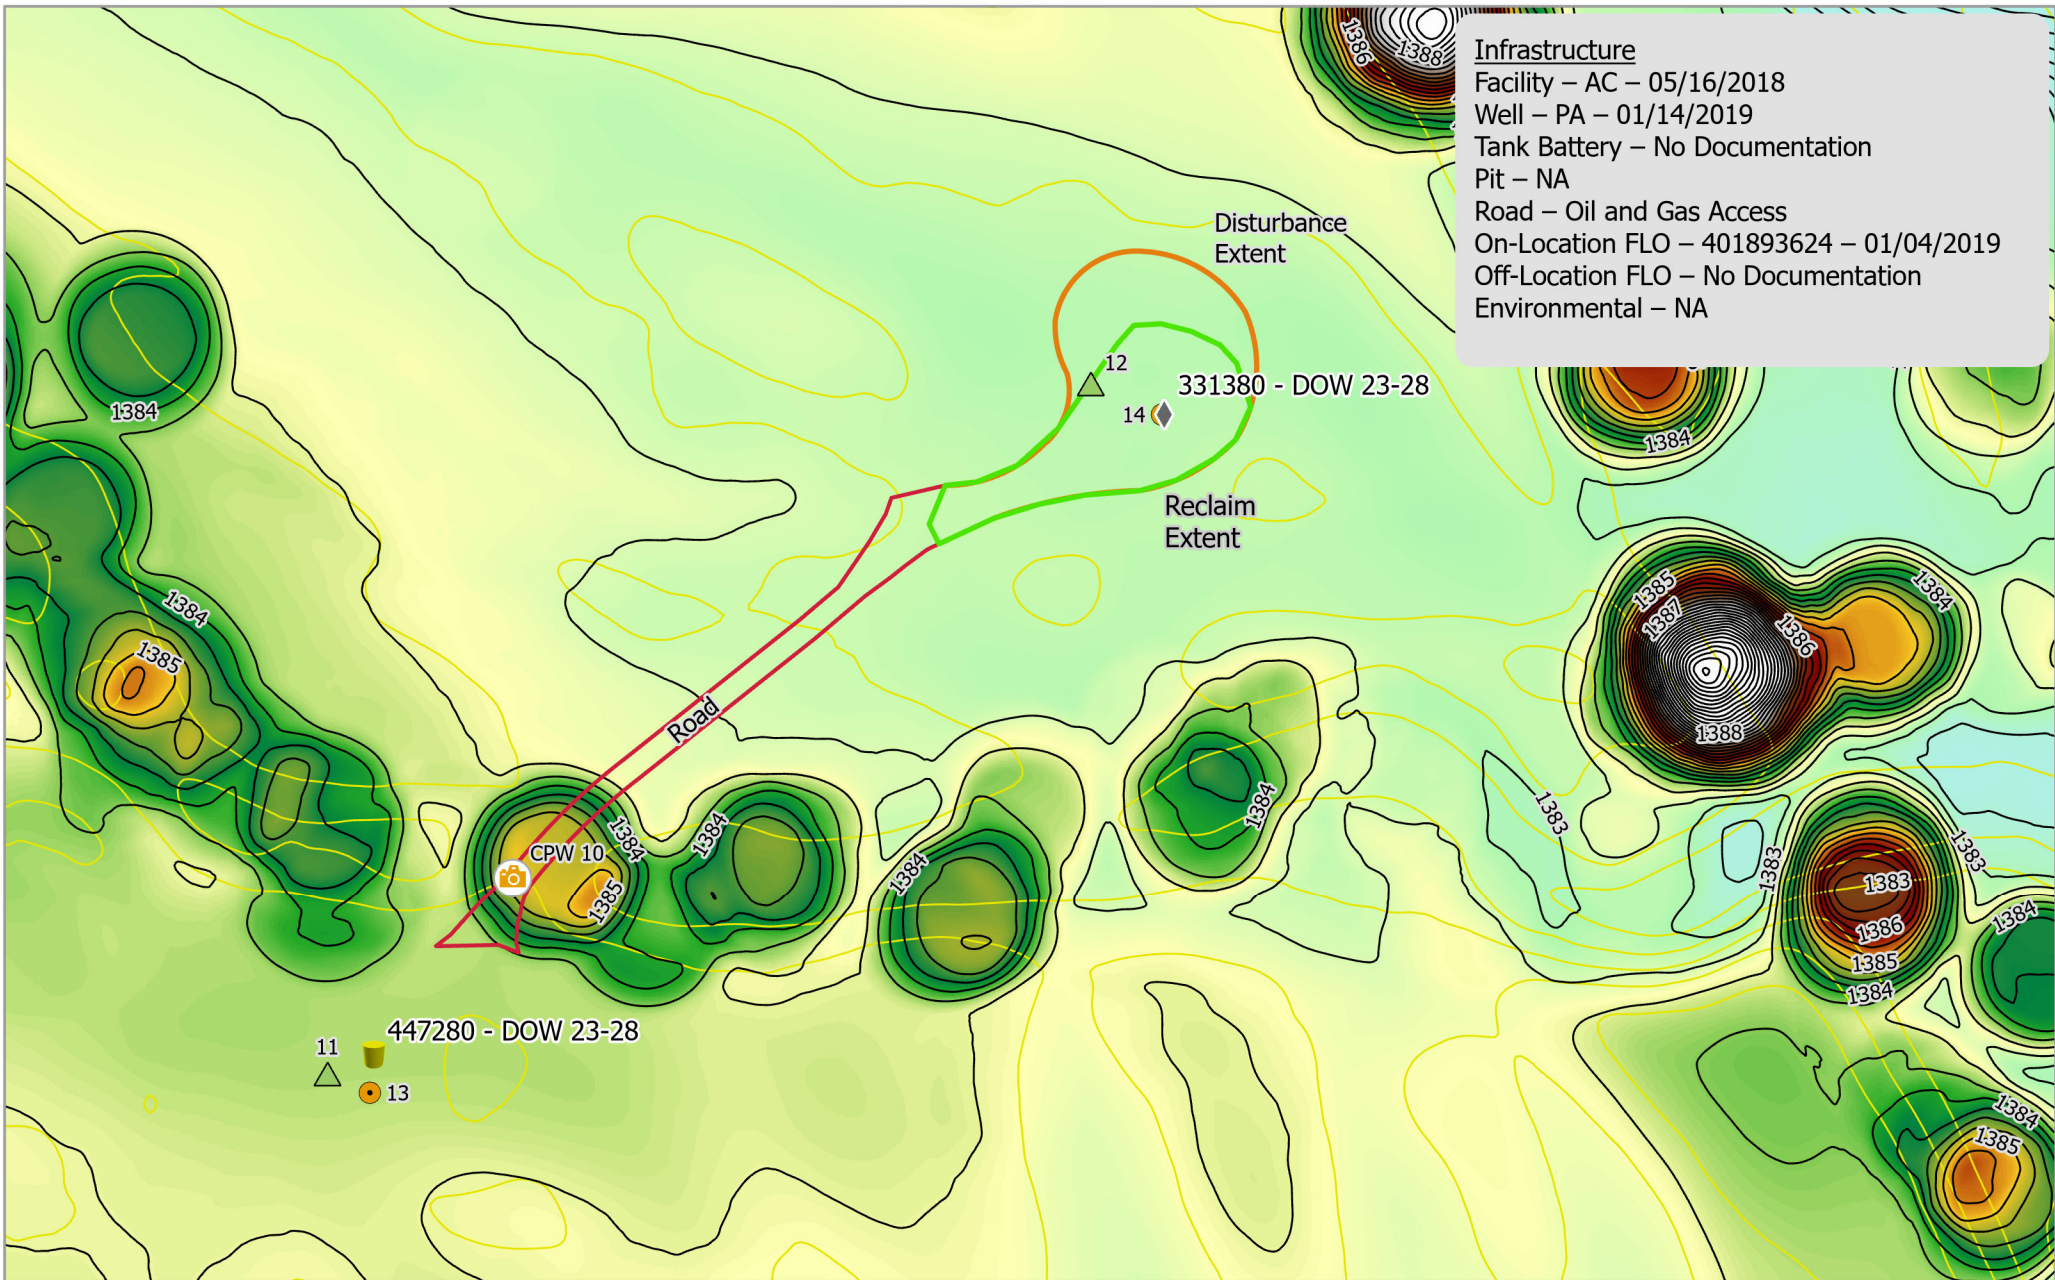 1386
1388
Infrastructure
Facility – AC – 05/16/2018
Well – PA – 01/14/2019
Tank Battery – No Documentation
Pit – NA
Road – Oil and Gas Access
On-Location FLO – 401893624 – 01/04/2019
Off-Location FLO – No Documentation
Environmental – NA
Disturbance
Extent
12
331380 - DOW 23-28
14
1384
1384
Reclaim
Extent
1384
1385
1385
1387
1386
1384
1388
Road
1384
1384
1384
1384
CPW 10
1385
1383
1383
1383
1383
1386
1385
1384
1384
447280 - DOW 23-28
11
13
1384
1385